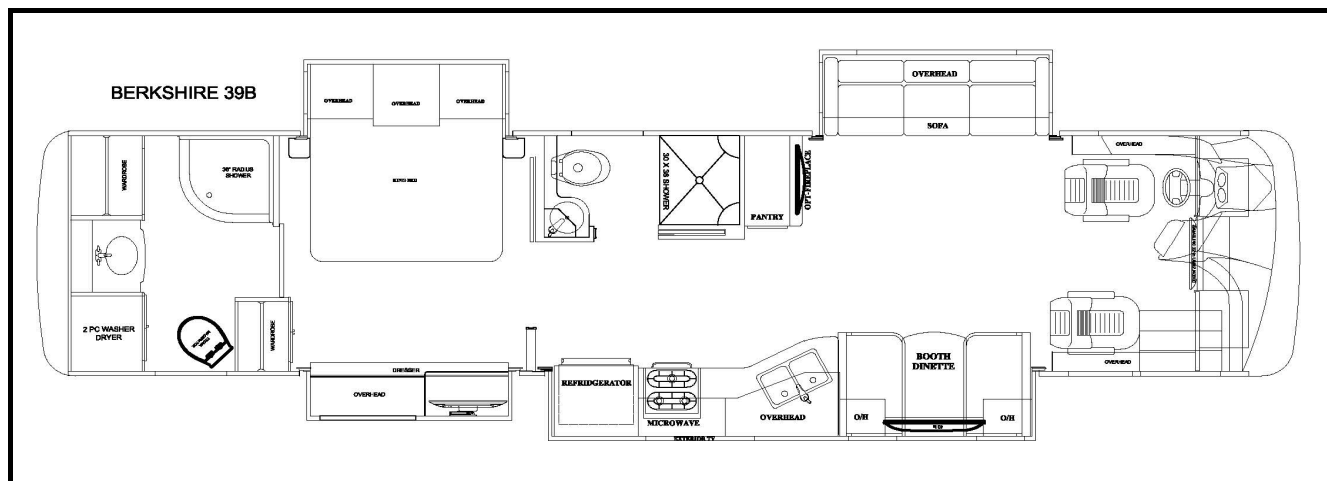 BERKSHIRE 39B
OVERHEAD
OVERHEAD
OVERHEAD
OVERHEAD
SOFA
WARDROBE
36" RADIUS
SHOWER
KING BED
30 X 36 SHOWER
PANTRY
OPT-FIREPLACE
OVERHEAD
2 PC WASHER
DRYER
WARDROBE
DRESSER
OVERHEAD
REFRIDGERATOR
MICROWAVE
EXTERIOR TV
OVERHEAD
BOOTH
DINETTE
O/H
O/H
OVERHEAD